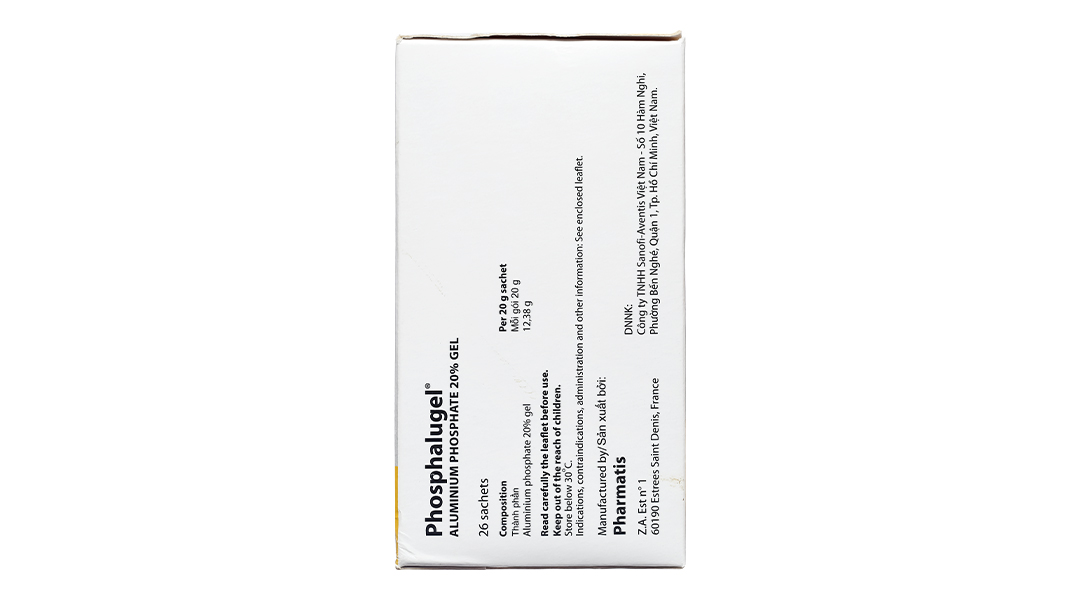 Phosphalugel®
ALUMINIUM PHOSPHATE 20% GEL
26 sachets
Composition Per 20 g sachet
Thành phần Mỗi gói 20 g
Aluminium phosphate 20% gel 12,38 g
Read carefully the leaflet before use.
Keep out of the reach of children.
Store below 30°C.
Indications, contraindications, administration and other information: See enclosed leaflet.
Manufactured by/Sản xuất bởi:
Pharmatis
Z.A. Est n° 1
60190 Estrees Saint Denis, France
DNNK:
Công ty TNHH Sanofi-Aventis Việt Nam - Số 10 Hàm Nghi,
Phường Bến Nghé, Quận 1, Tp. Hồ Chí Minh, Việt Nam.